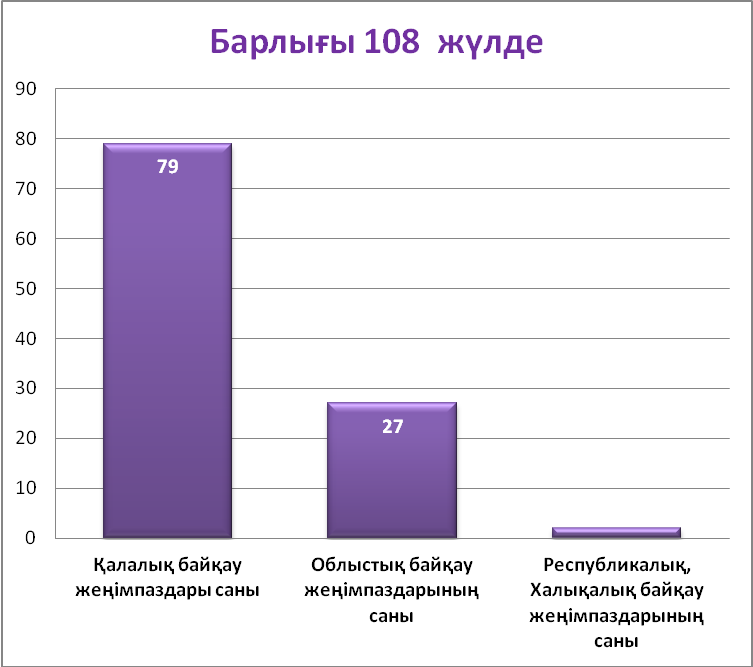 Барлығы 108 жүлде
90
80
70
60
50
40
30
20
10
0
79
27
Қалалық байқау
жеңімпаздары саны
Облыстық байқау
жеңімпаздарының
саны
Республикалық,
Халықалық байқау
жеңімпаздарының
саны